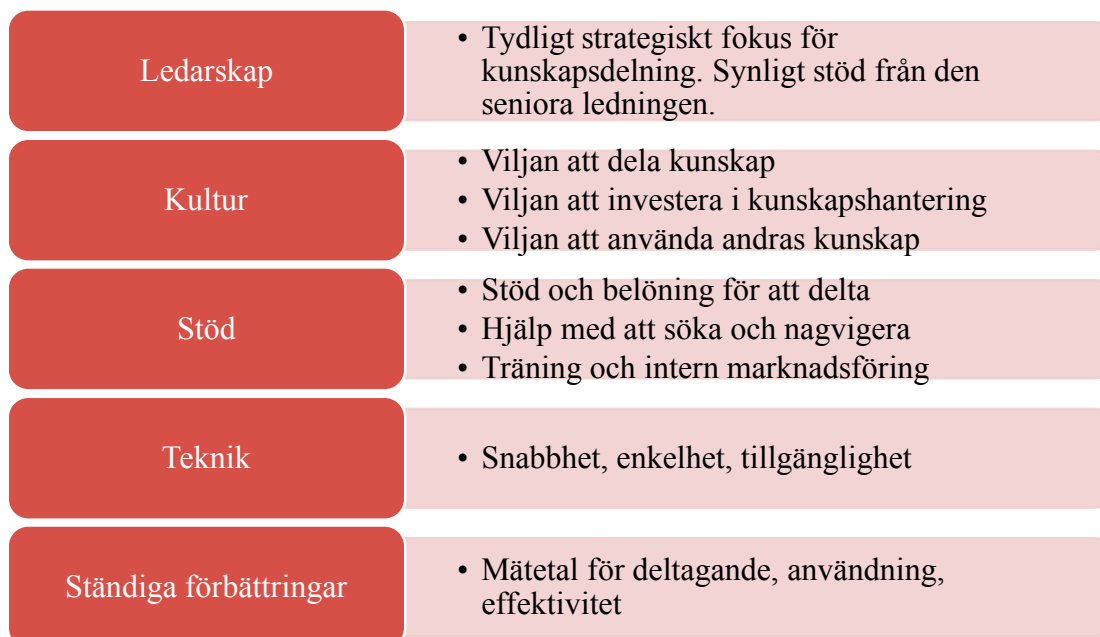 Ledarskap
• Tydligt strategiskt fokus för
kunskapsdelning. Synligt stöd från den
seniora ledningen.
Kultur
• Viljan att dela kunskap
• Viljan att investera i kunskapshantering
• Viljan att använda andras kunskap
Stöd
• Stöd och belöning för att delta
• Hjälp med att söka och nagvigera
• Träning och intern marknadsföring
Teknik
• Snabbhet, enkelhet, tillgänglighet
Ständiga förbättringar
• Mätetal för deltagande, användning,
effektivitet